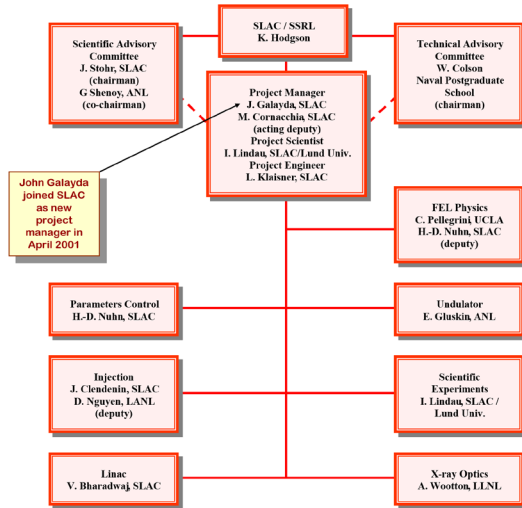 SLAC / SSRL
K. Hodgson
Scientific Advisory
Committee
J. Stohr, SLAC
(chairman)
G Shenoy, ANL
(co-chairman)
Technical Advisory
Committee
W. Colson
Naval Postgraduate
School
(chairman)
Project Manager
J. Galayda, SLAC
M. Cornacchia, SLAC
(acting deputy)
Project Scientist
I. Lindau, SLAC/Lund Univ.
Project Engineer
L. Klaisner, SLAC
John Galayda
joined SLAC
as new
project
manager in
April 2001
FEL Physics
C. Pellegrini, UCLA
H.-D. Nuhn, SLAC
(deputy)
Parameters Control
H.-D. Nuhn, SLAC
Undulator
E. Gluskin, ANL
Injection
J. Clendenin, SLAC
D. Nguyen, LANL
(deputy)
Scientific
Experiments
I. Lindau, SLAC /
Lund Univ.
Linac
V. Bharadwaj, SLAC
X-ray Optics
A. Wootton, LLNL